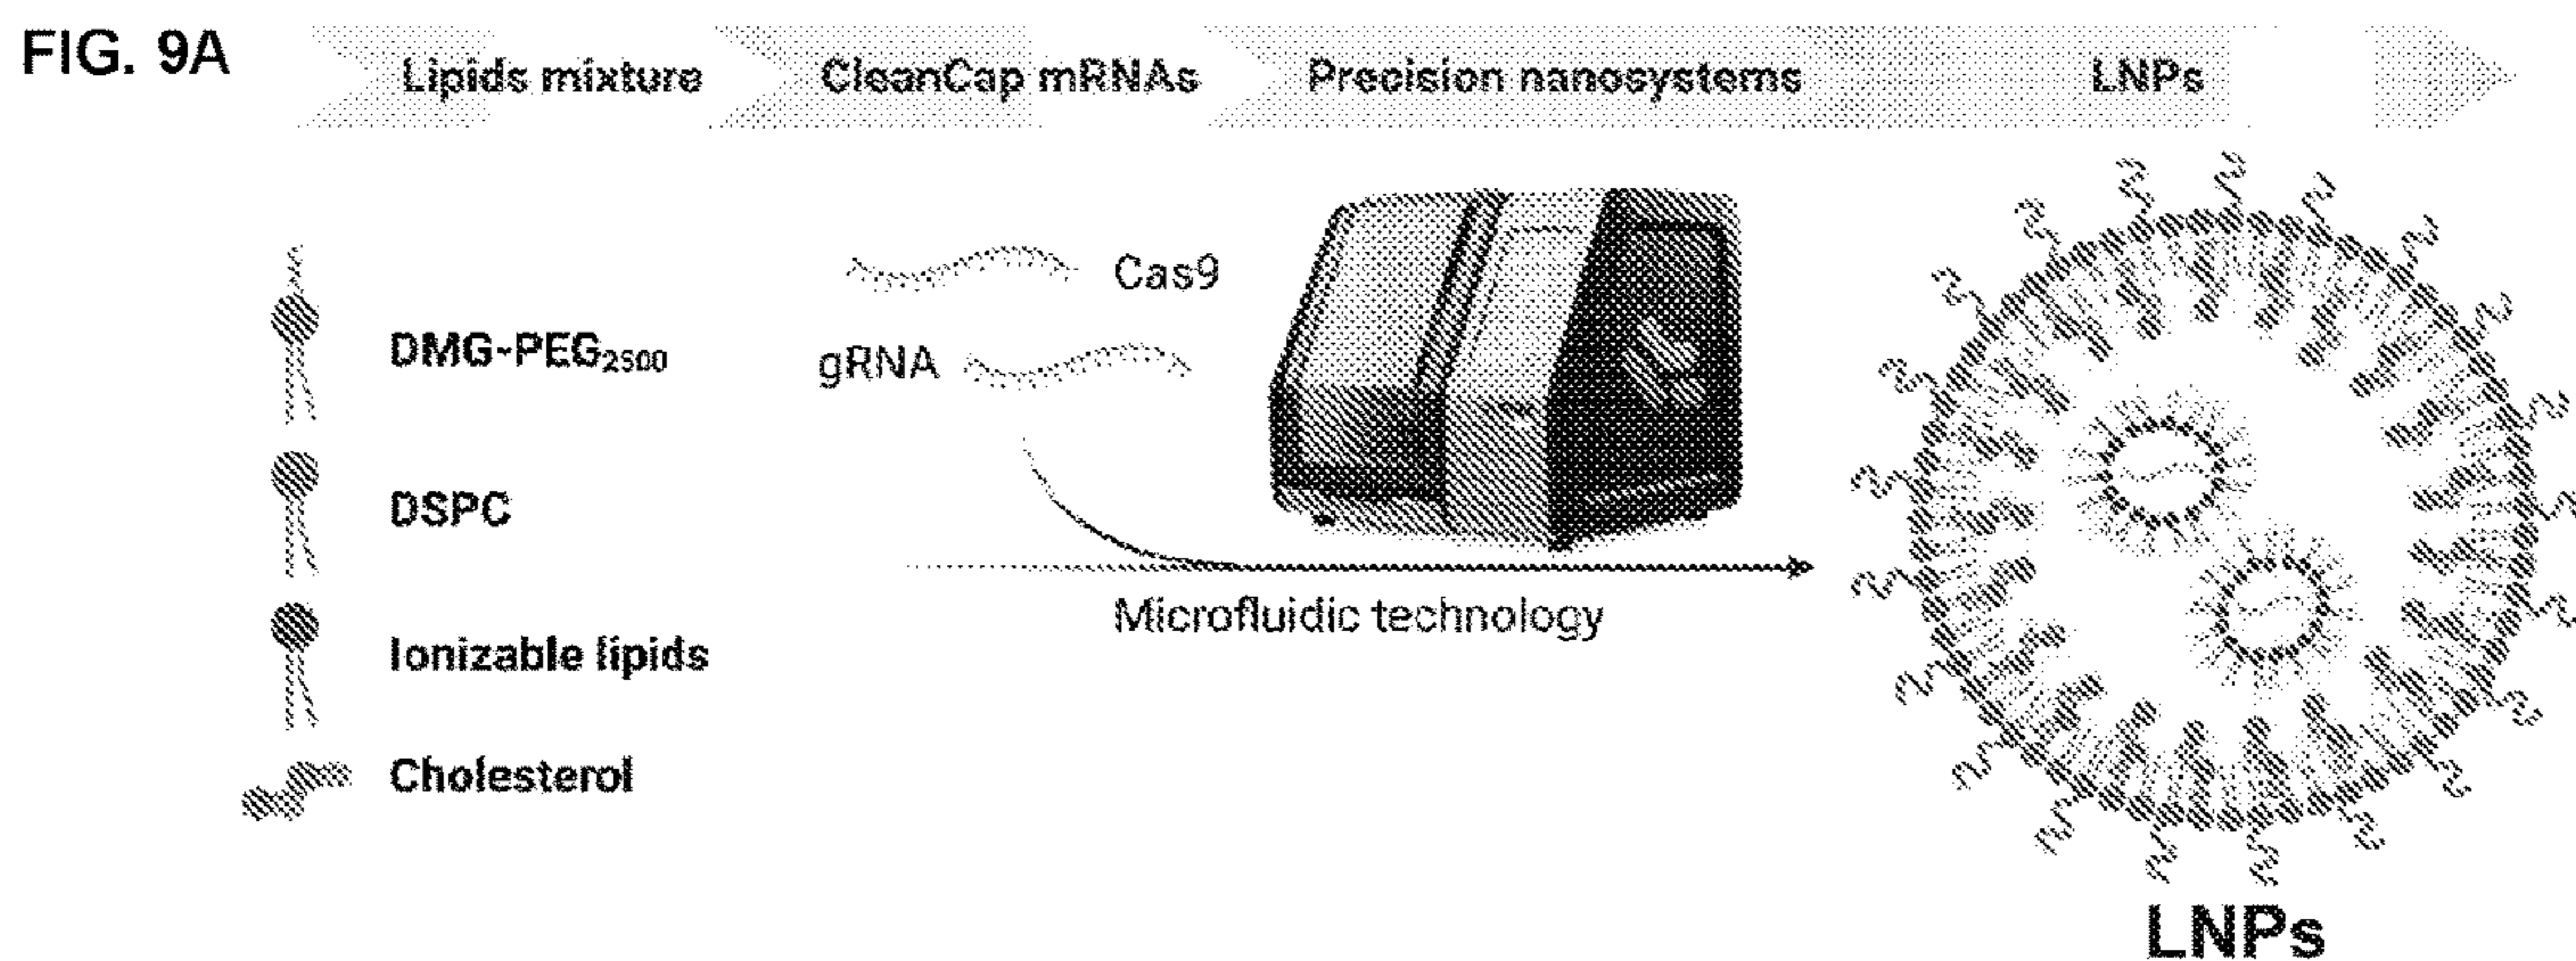 FIG. 9A
Lipids mixture
CleanCap mRNAs
Precision nanosystems
LNPs
DMG-PEG2500
DSPC
Ionizable lipids
Cholesterol
Cas9
gRNA
Microfluidic technology
LNPs